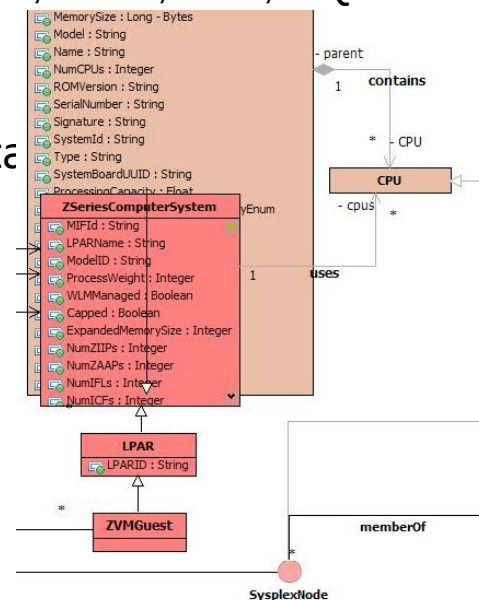 MemorySize : Long - Bytes
Model : String
Name : String
NumCPUs : Integer
ROMVersion : String
SerialNumber : String
Signature : String
SystemId : String
Type : String
SystemBoardUUID : String
ProcessingCapacity : Float
yEnum
ZSeriesComputerSystem
MIFId : String
LPARName : String
ModelID : String
ProcessWeight : Integer
WLMManaged : Boolean
Capped : Boolean
ExpandedMemorySize : Integer
NumZIIPs : Integer
NumZAAPs : Integer
NumIFLs : Integer
NumICFs : Integer
*
LPAR
LPARID : String
*
ZVMGuest
- parent
1
contains
* - CPU
CPU
- cpus *
1
uses
memberOf
*
SysplexNode